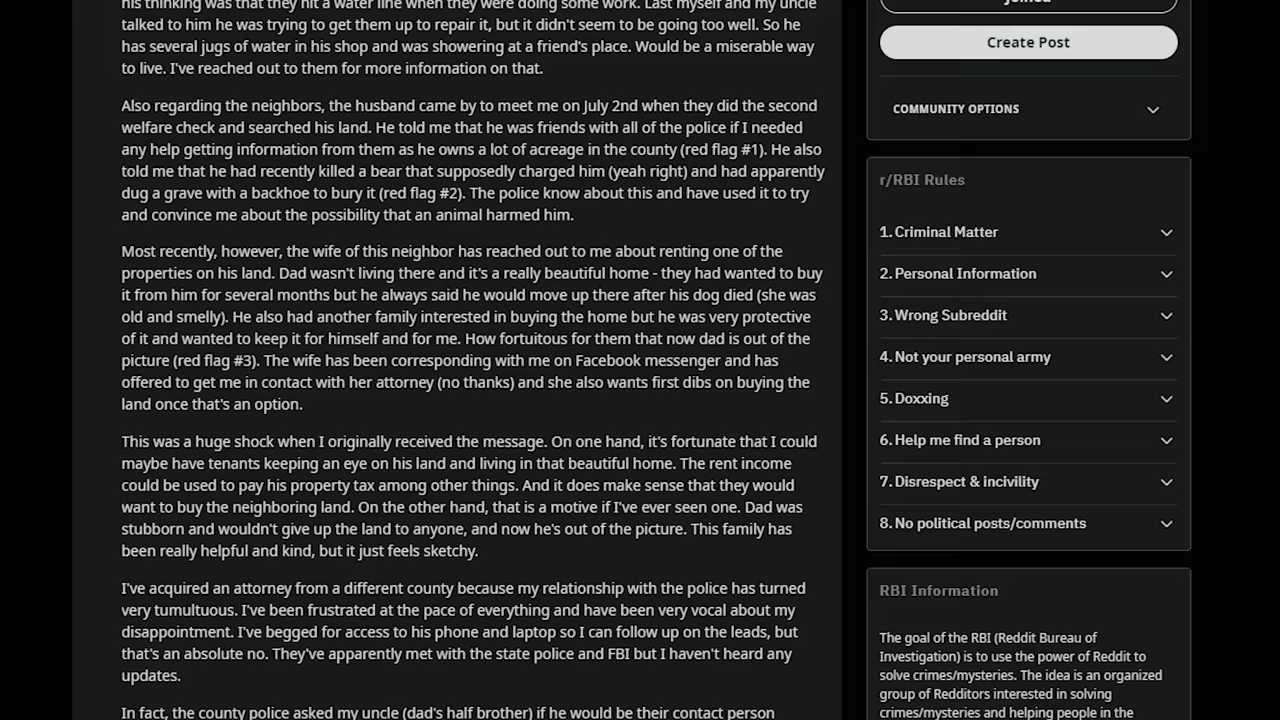 his thinking was that they hit a water line when they were doing some work. Last myself and my uncle
talked to him he was trying to get them up to repair it, but it didn't seem to be going too well. So he
has several jugs of water in his shop and was showering at a friend's place. Would be a miserable way
to live. I've reached out to them for more information on that.
Also regarding the neighbors, the husband came by to meet me on July 2nd when they did the second
welfare check and searched his land. He told me that he was friends with all of the police if I needed
any help getting information from them as he owns a lot of acreage in the county (red flag #1). He also
told me that he had recently killed a bear that supposedly charged him (yeah right) and had apparently
dug a grave with a backhoe to bury it (red flag #2). The police know about this and have used it to try
and convince me about the possibility that an animal harmed him.
Most recently, however, the wife of this neighbor has reached out to me about renting one of the
properties on his land. Dad wasn't living there and it's a really beautiful home - they had wanted to buy
it from him for several months but he always said he would move up there after his dog died (she was
old and smelly). He also had another family interested in buying the home but he was very protective
of it and wanted to keep it for himself and for me. How fortuitous for them that now dad is out of the
picture (red flag #3). The wife has been corresponding with me on Facebook messenger and has
offered to get me in contact with her attorney (no thanks) and she also wants first dibs on buying the
land once that's an option.
This was a huge shock when I originally received the message. On one hand, it's fortunate that I could
maybe have tenants keeping an eye on his land and living in that beautiful home. The rent income
could be used to pay his property tax among other things. And it does make sense that they would
want to buy the neighboring land. On the other hand, that is a motive if I've ever seen one. Dad was
stubborn and wouldn't give up the land to anyone, and now he's out of the picture. This family has
been really helpful and kind, but it just feels sketchy.
I've acquired an attorney from a different county because my relationship with the police has turned
very tumultuous. I've been frustrated at the pace of everything and have been very vocal about my
disappointment. I've begged for access to his phone and laptop so I can follow up on the leads, but
that's an absolute no. They've apparently met with the state police and FBI but I haven't heard any
updates.
In fact, the county police asked my uncle (dad's half brother) if he would be their contact person
Joined
Create Post
COMMUNITY OPTIONS
r/RBI Rules
1. Criminal Matter
2. Personal Information
3. Wrong Subreddit
4. Not your personal army
5. Doxxing
6. Help me find a person
7. Disrespect & incivility
8. No political posts/comments
RBI Information
The goal of the RBI (Reddit Bureau of
Investigation) is to use the power of Reddit to
solve crimes/mysteries. The idea is an organized
group of Redditors interested in solving
crimes/mysteries and helping people in the